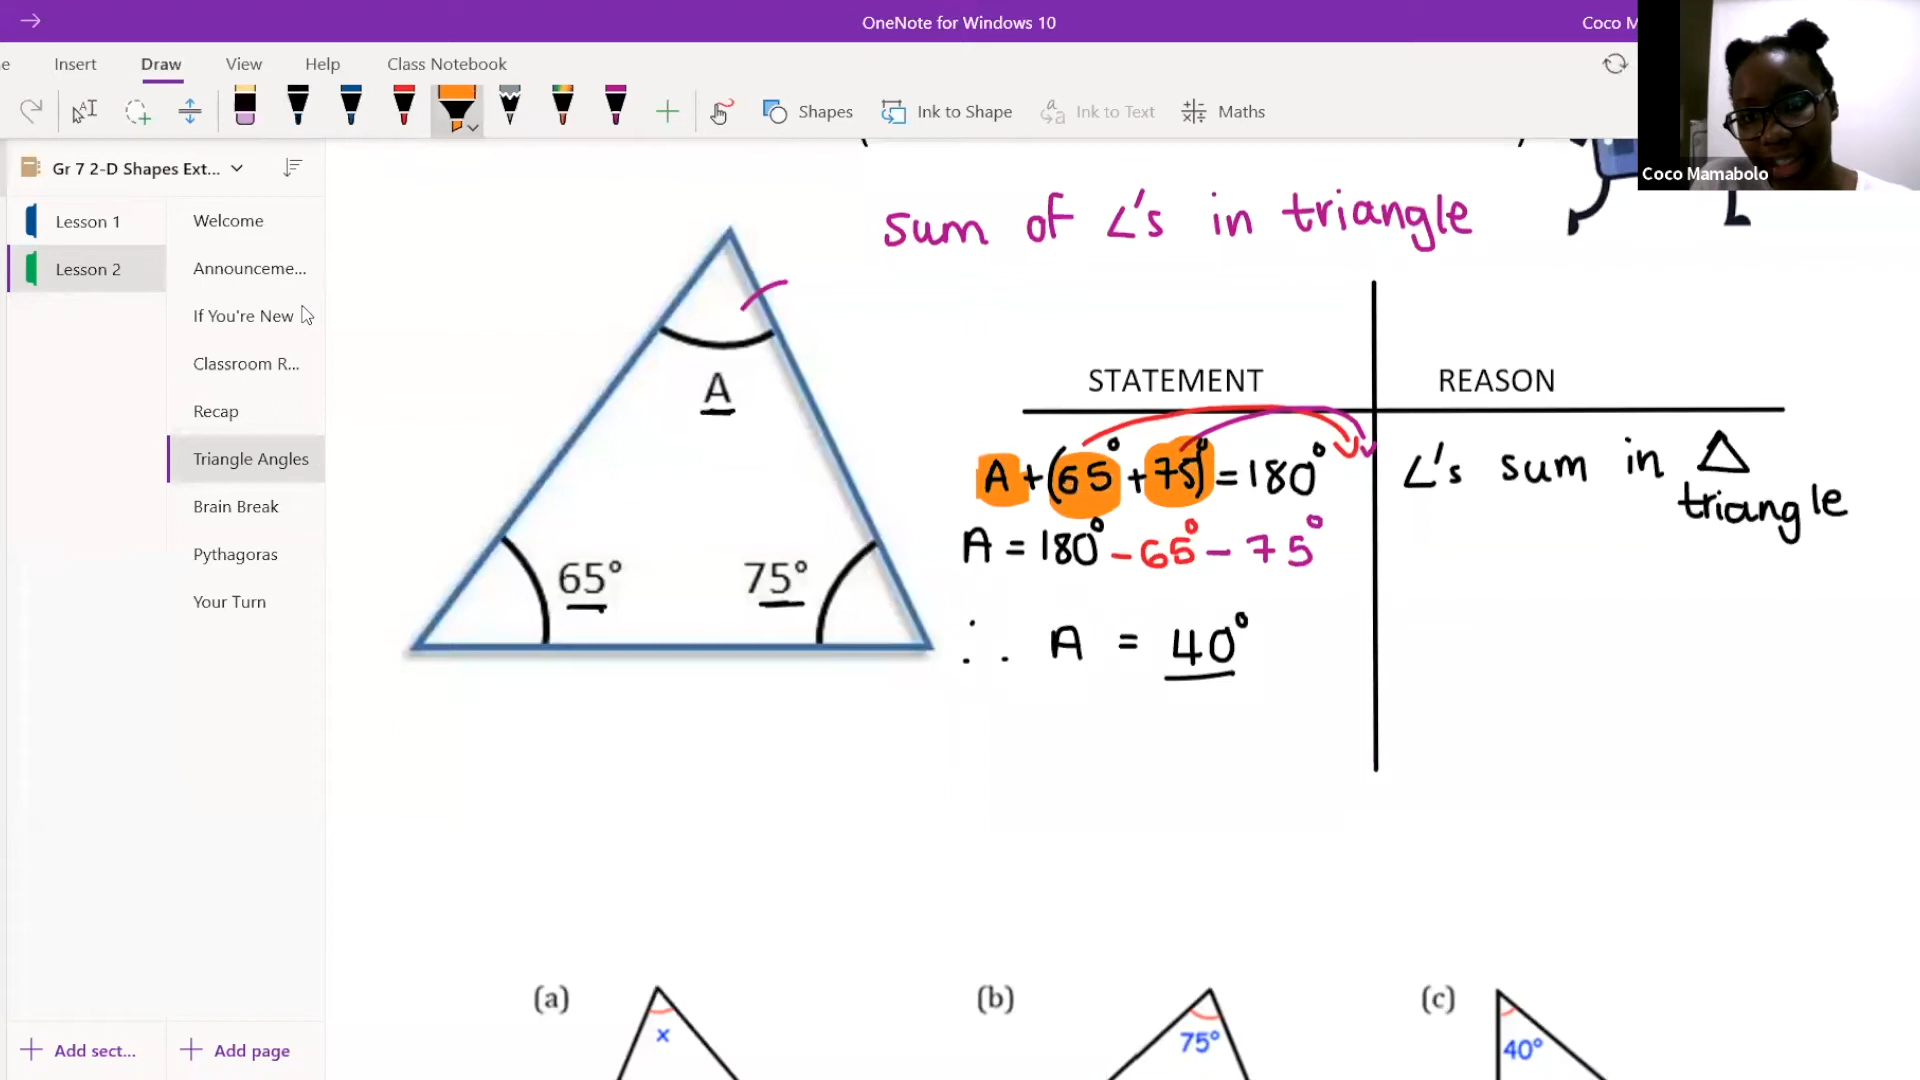 OneNote for Windows 10
Coco M
Insert Draw View Help Class Notebook
Shapes Ink to Shape Ink to Text Maths
Coco Mamabolo
Gr 7 2-D Shapes Ext...
Lesson 1
Lesson 2
Welcome
Announceme...
If You're New
Classroom R...
Recap
Triangle Angles
Brain Break
Pythagoras
Your Turn
Add sect...
Add page
sum of ∠'s in triangle
A
65°
75°
STATEMENT REASON
A + (65° + 75°) = 180° ∠'s sum in △
triangle
A = 180° - 65° - 75°
∴ A = 40°
(a) (b) (c)
x 75° 40°